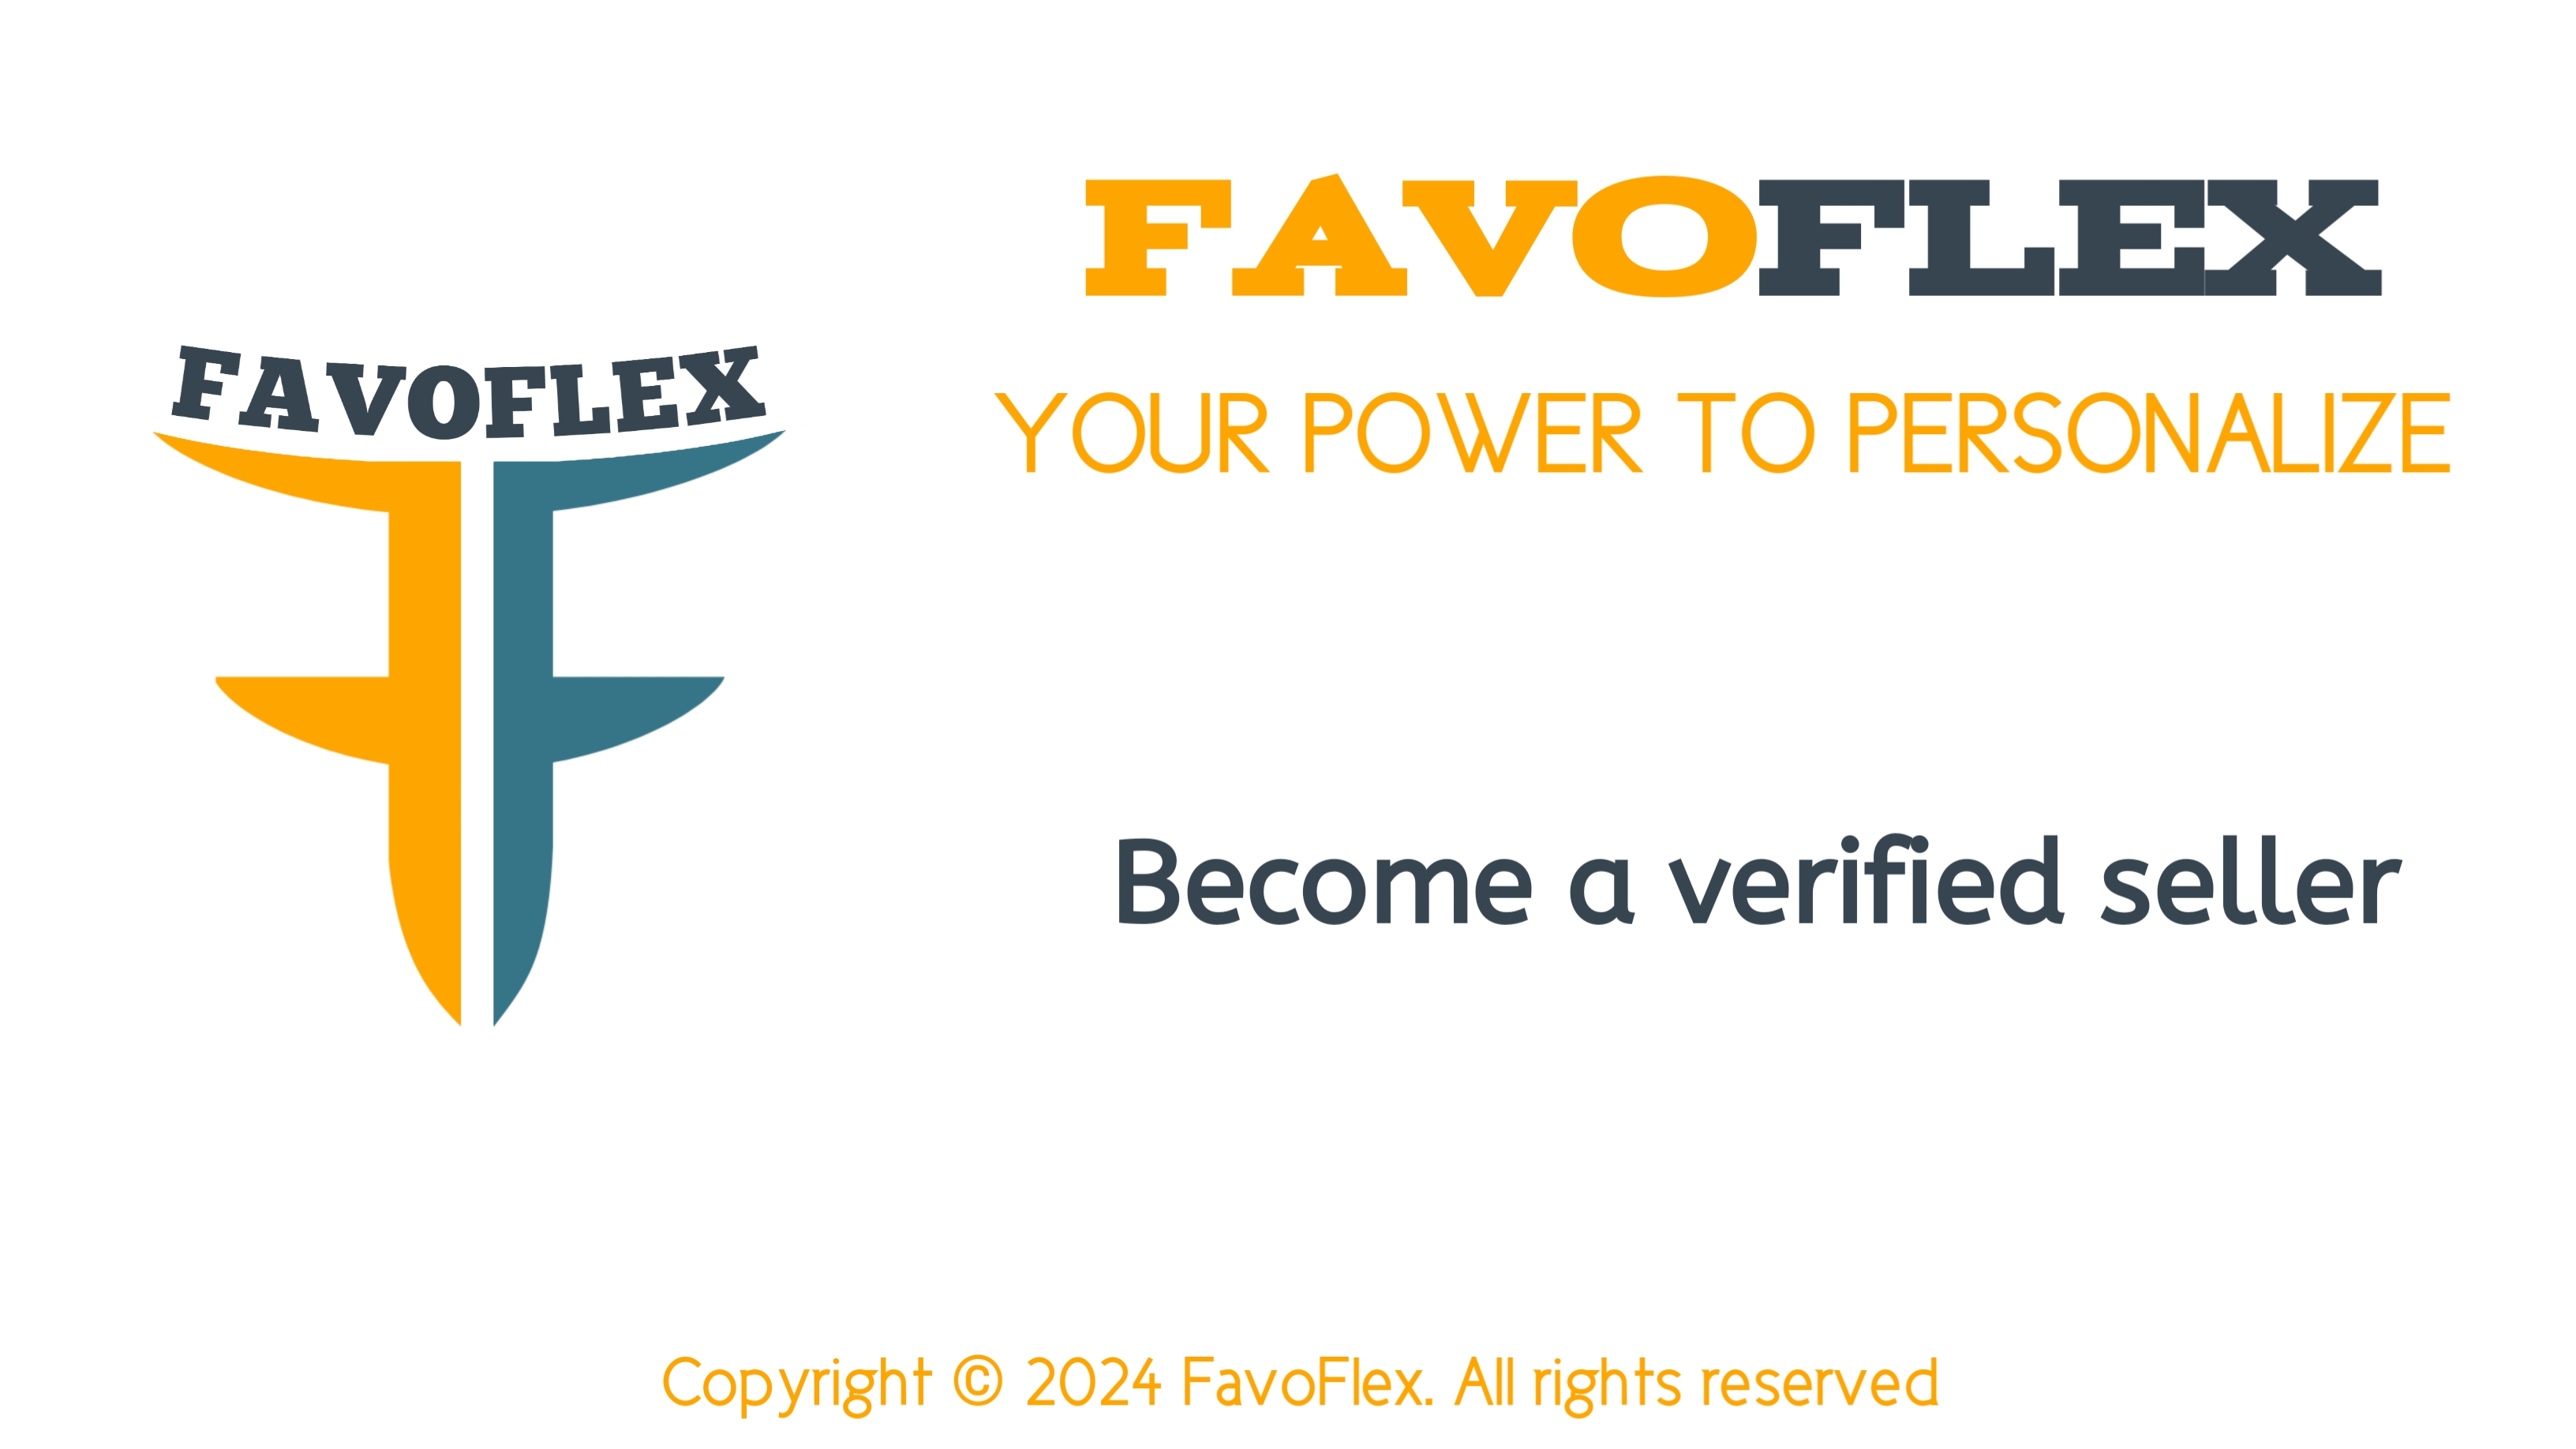 FAVOFLEX
FAVOFLEX
YOUR POWER TO PERSONALIZE
Become a verified seller
Copyright © 2024 FavoFlex. All rights reserved